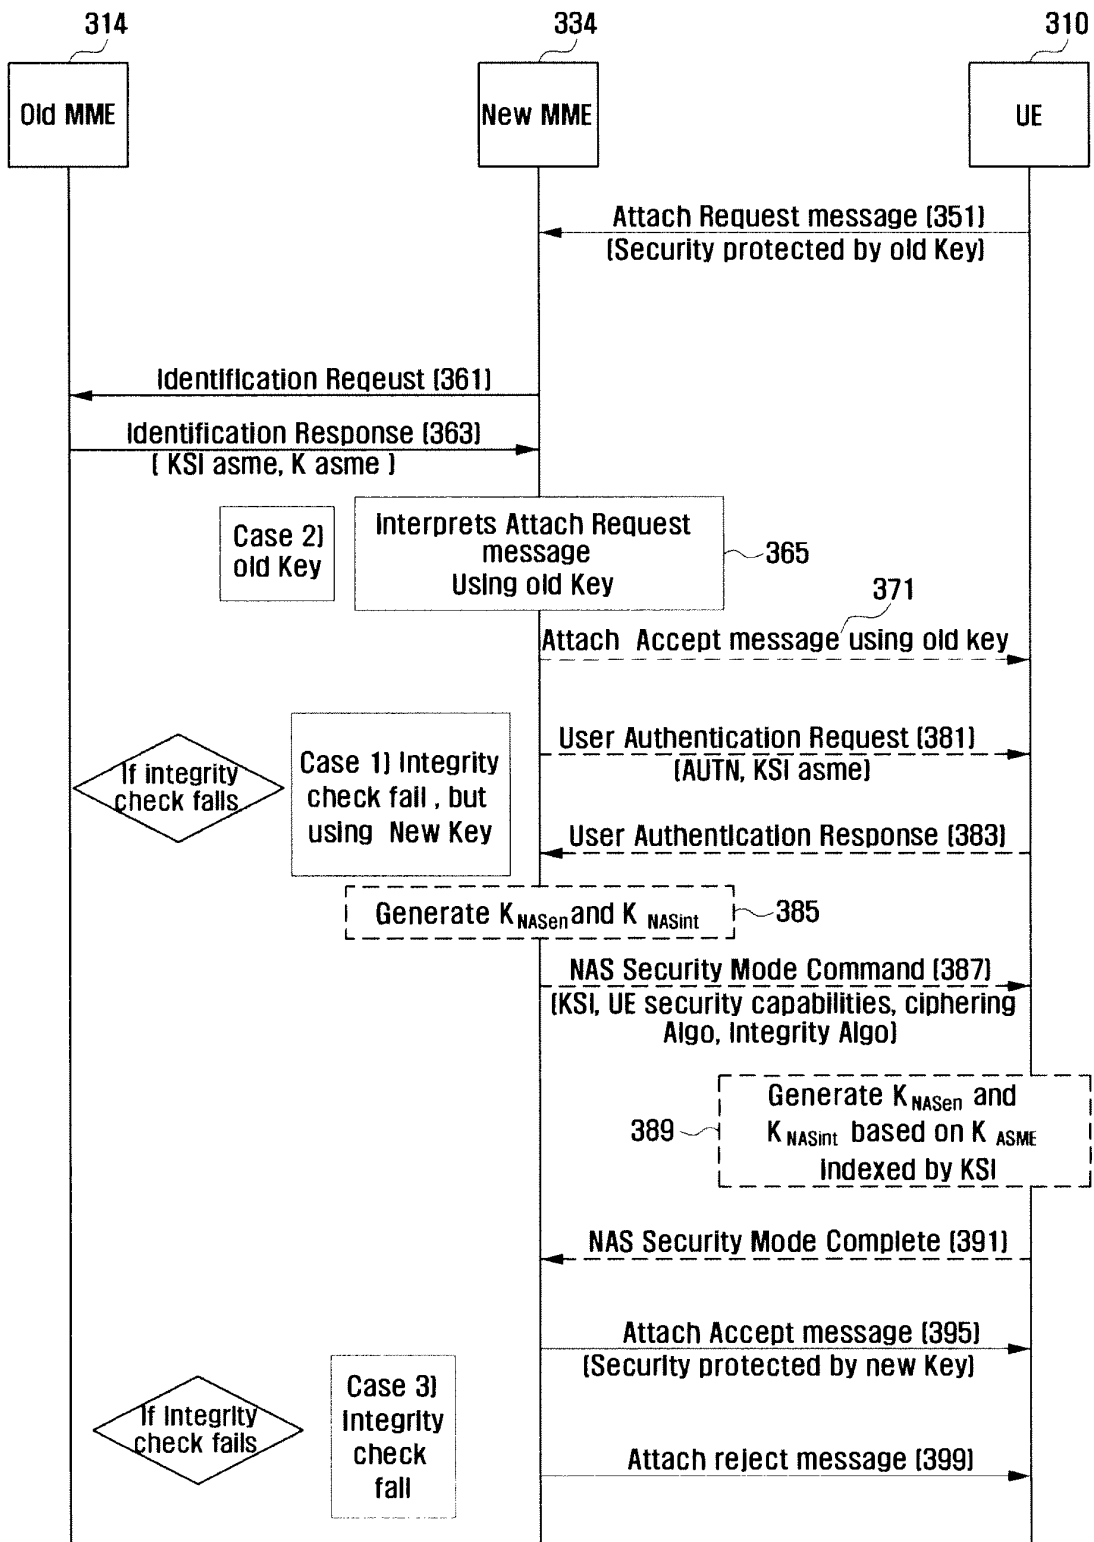 314
334
310
Old MME
New MME
UE
Attach Request message (351)
(Security protected by old Key)
Identification Reqeust (361)
Identification Response (363)
( KSI asme, K asme )
Case 2)
old Key
Interprets Attach Request
message
Using old Key
365
371
Attach Accept message using old key
If integrity
check falls
Case 1) Integrity
check fail , but
using New Key
User Authentication Request (381)
(AUTN, KSI asme)
User Authentication Response (383)
Generate K NASen and K NASint
385
NAS Security Mode Command (387)
(KSI, UE security capabilities, ciphering
Algo, Integrity Algo)
Generate K NASen and
K NASint based on K ASME
Indexed by KSI
389
NAS Security Mode Complete (391)
Attach Accept message (395)
(Security protected by new Key)
If Integrity
check fails
Case 3)
Integrity
check
fall
Attach reject message (399)